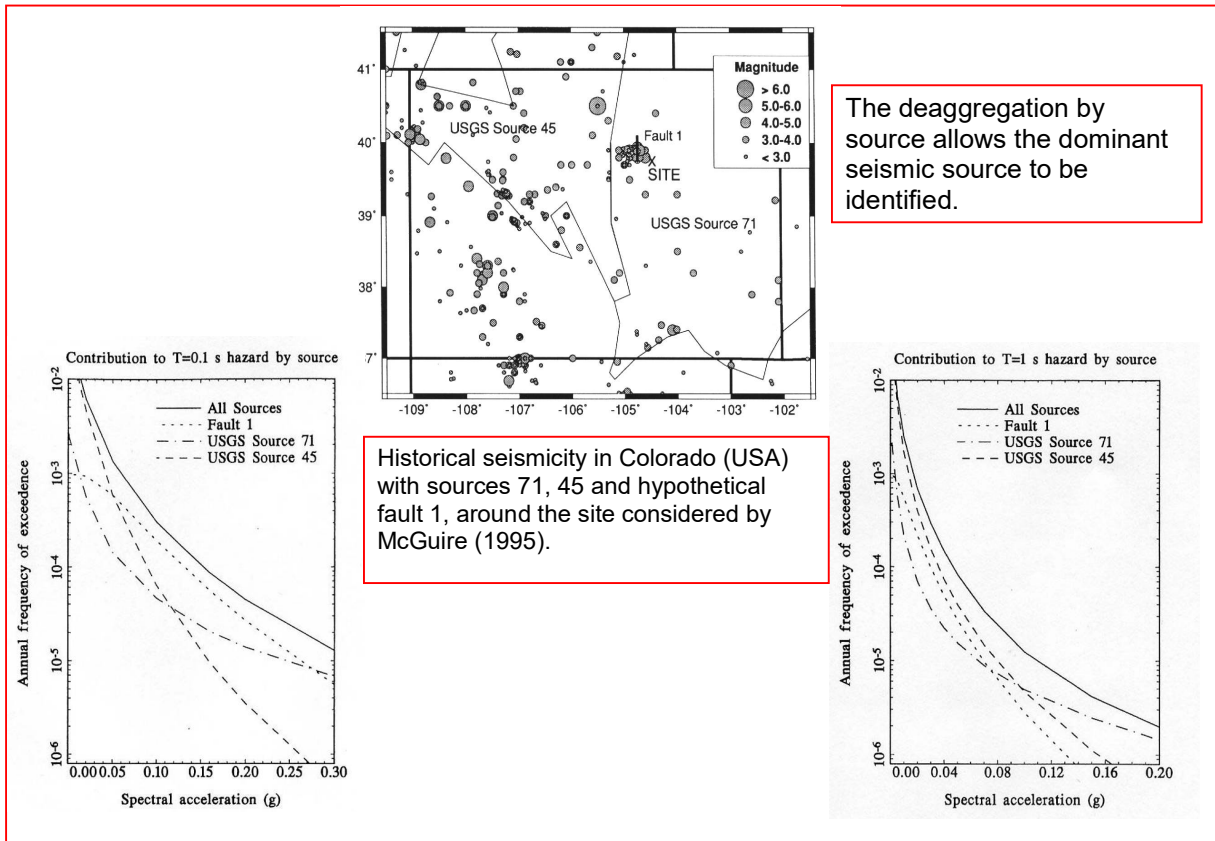 41°
40°
39°
38°
7°
-109°
-108°
-107°
-106°
-105°
-104°
-103°
-102°
Magnitude
> 6.0
5.0-6.0
4.0-5.0
3.0-4.0
< 3.0
USGS Source 45
Fault 1
X
SITE
USGS Source 71
The deaggregation by
source allows the dominant
seismic source to be
identified.
Historical seismicity in Colorado (USA)
with sources 71, 45 and hypothetical
fault 1, around the site considered by
McGuire (1995).
Contribution to T=0.1 s hazard by source
All Sources
Fault 1
USGS Source 71
USGS Source 45
10-2
10-3
10-4
10-5
10-6
Annual frequency of exceedence
0.00 0.05 0.10 0.15 0.20 0.25 0.30
Spectral acceleration (g)
Contribution to T=1 s hazard by source
All Sources
Fault 1
USGS Source 71
USGS Source 45
10-2
10-3
10-4
10-5
10-6
Annual frequency of exceedence
0.00 0.04 0.08 0.12 0.16 0.20
Spectral acceleration (g)